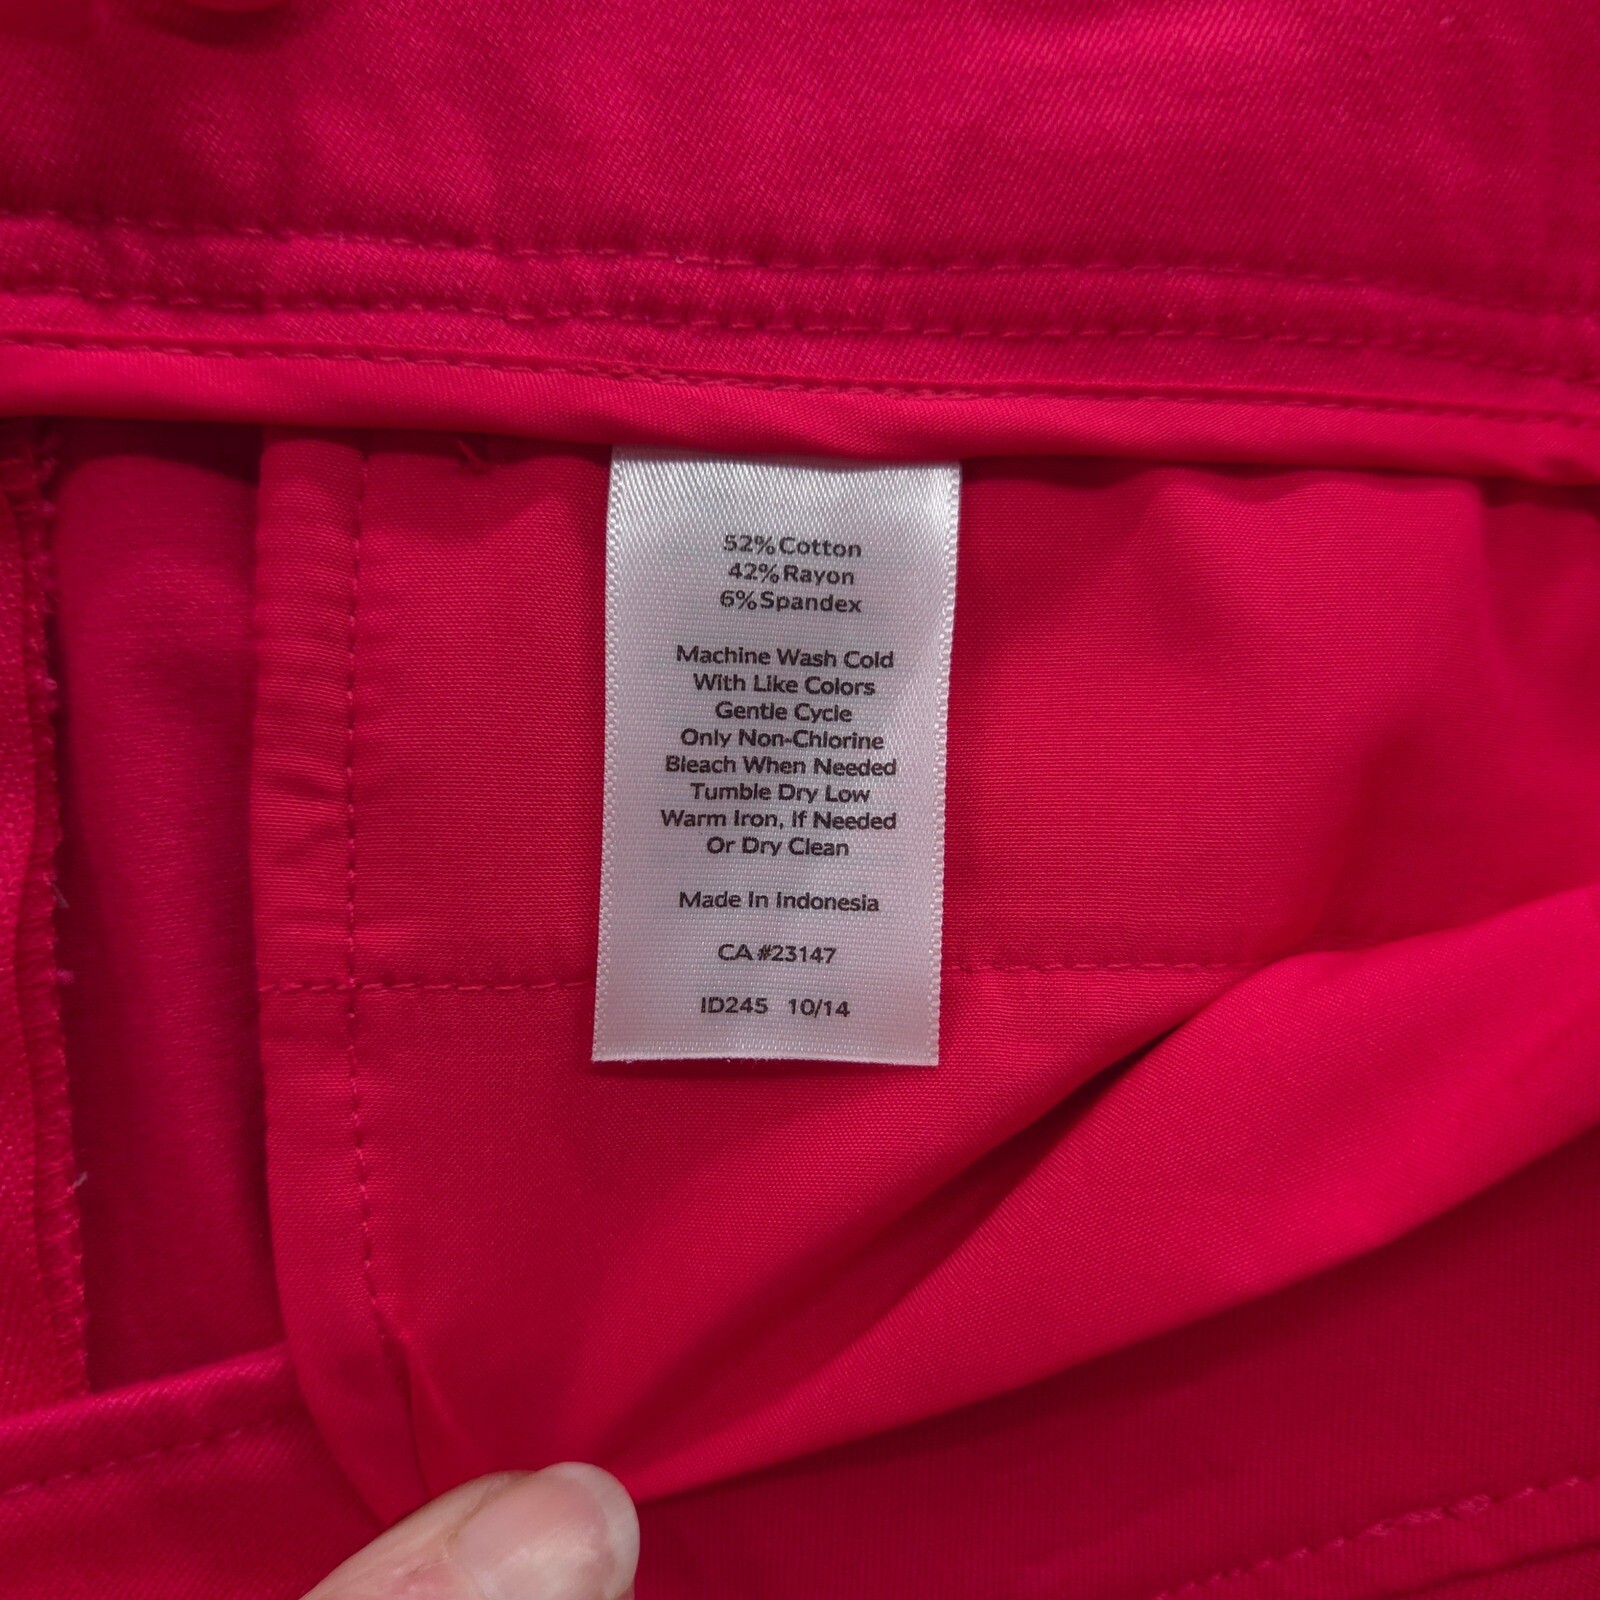 52% Cotton
42% Rayon
6% Spandex
Machine Wash Cold
With Like Colors
Gentle Cycle
Only Non-Chlorine
Bleach When Needed
Tumble Dry Low
Warm Iron, If Needed
Or Dry Clean
Made In Indonesia
CA #23147
ID245 10/14